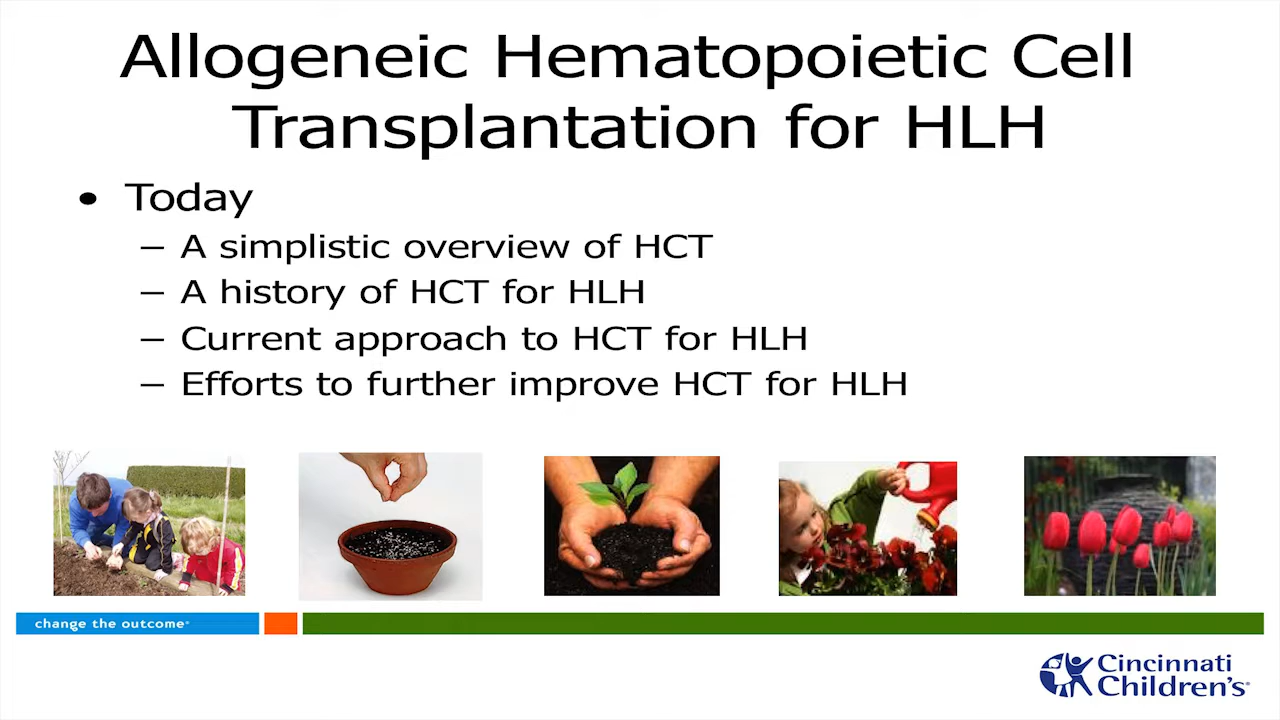 Allogeneic Hematopoietic Cell
Transplantation for HLH
• Today
– A simplistic overview of HCT
– A history of HCT for HLH
– Current approach to HCT for HLH
– Efforts to further improve HCT for HLH
change the outcome®
Cincinnati
Children's®